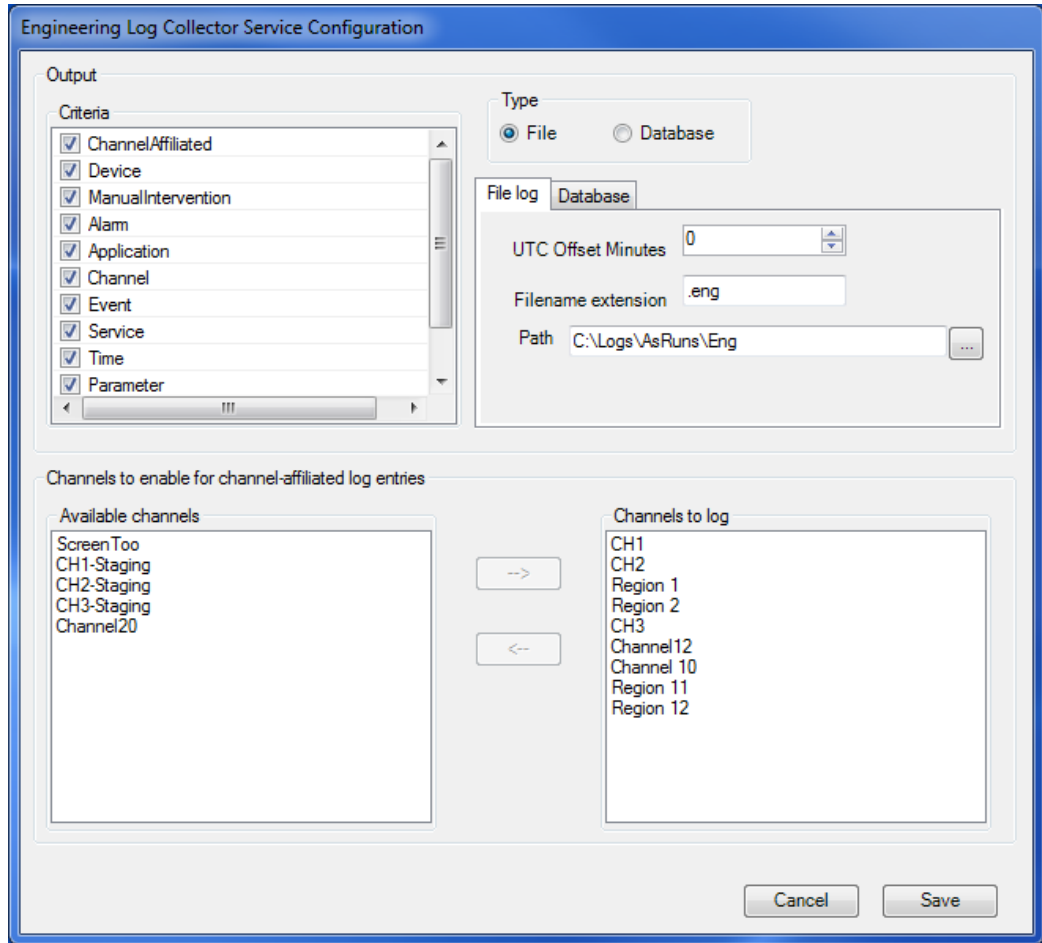 Engineering Log Collector Service Configuration
Output
Criteria
ChannelAffiliated
Device
ManualIntervention
Alarm
Application
Channel
Event
Service
Time
Parameter
Type
File
Database
File log
Database
UTC Offset Minutes
0
Filename extension
.eng
Path
C:\Logs\AsRuns\Eng
...
Channels to enable for channel-affiliated log entries
Available channels
ScreenToo
CH1-Staging
CH2-Staging
CH3-Staging
Channel20
-->
<--
Channels to log
CH1
CH2
Region 1
Region 2
CH3
Channel12
Channel 10
Region 11
Region 12
Cancel
Save